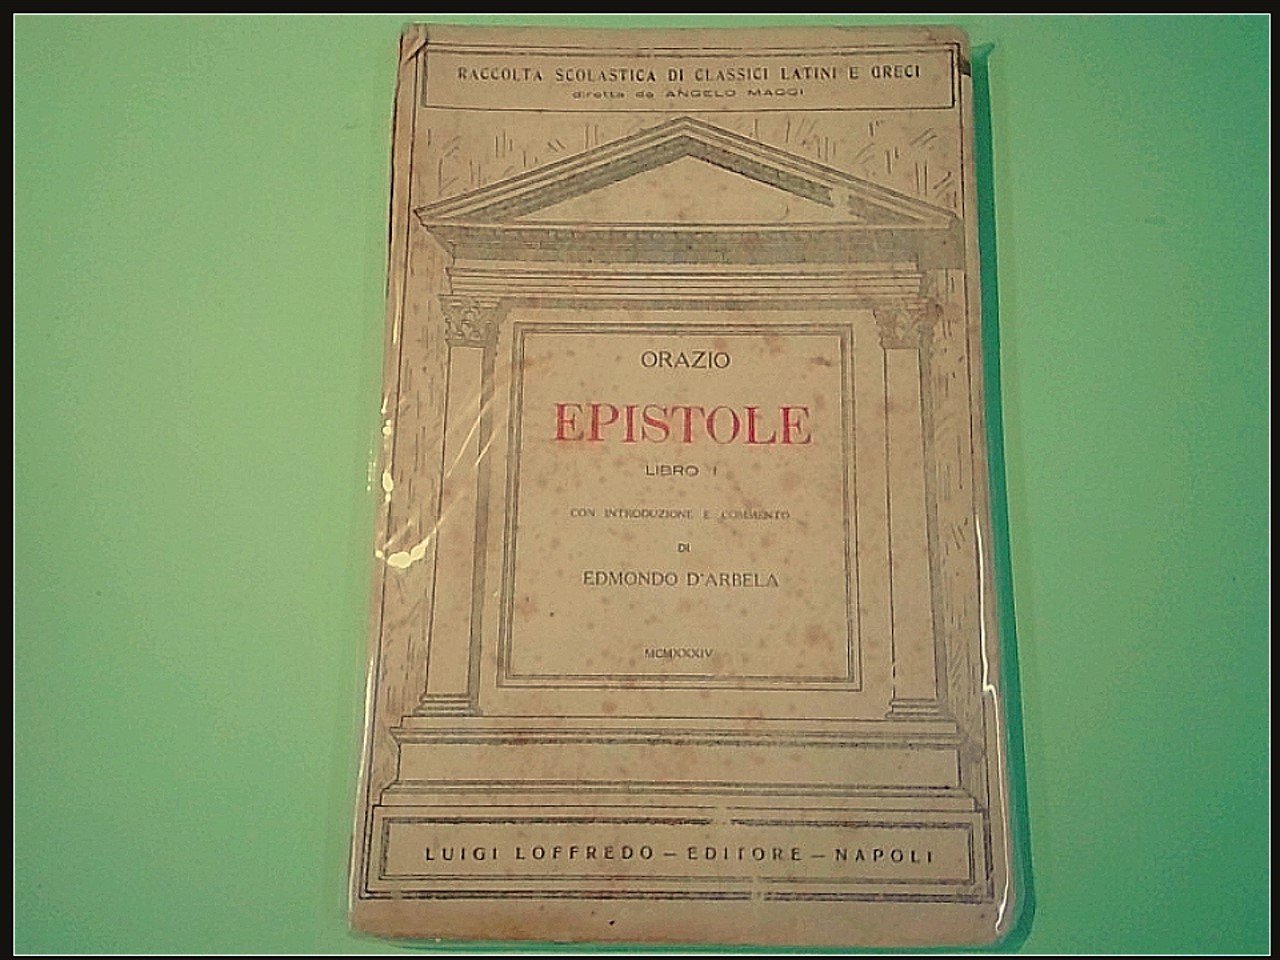 RACCOLTA SCOLASTICA DI CLASSICI LATINI E GRECI
diretta da ANGELO MAGGI
ORAZIO
EPISTOLE
LIBRO I
CON INTRODUZIONE E COMMENTO
DI
EDMONDO D'ARBELA
MCMXXXIV
LUIGI LOFFREDO — EDITORE — NAPOLI